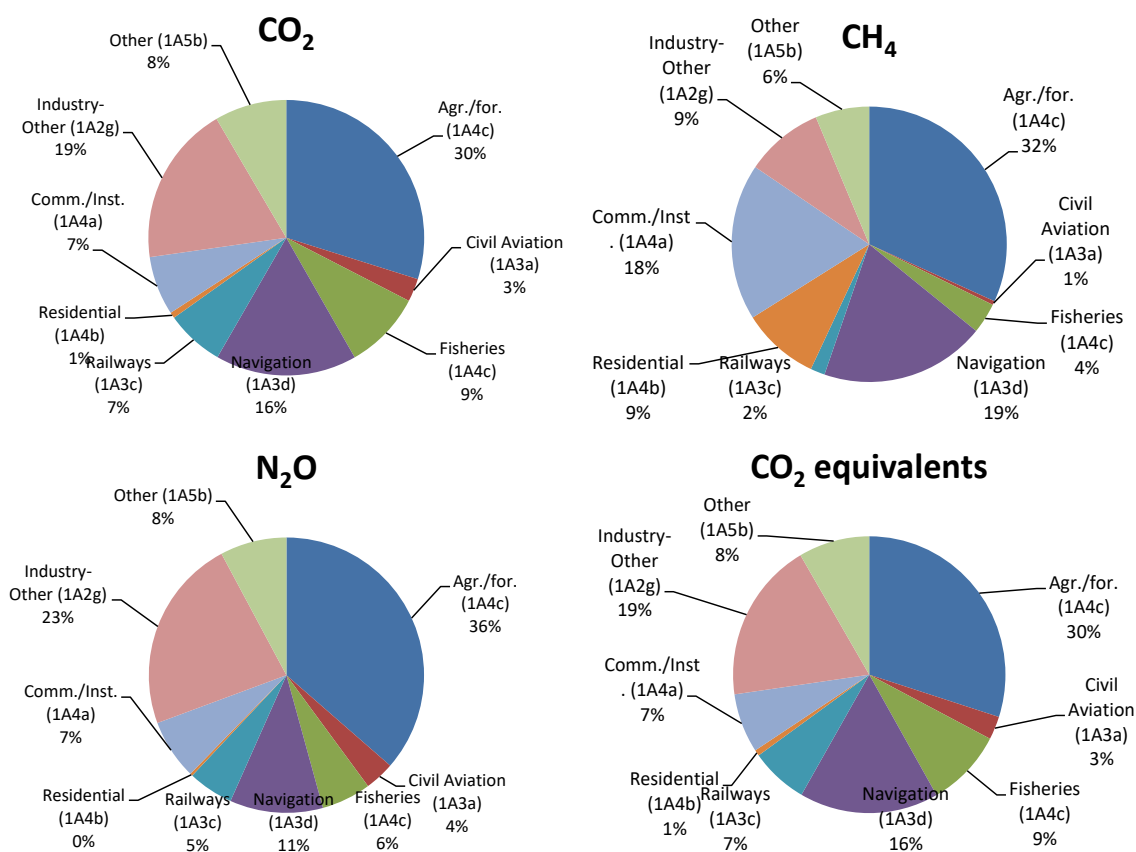 CO₂
Other (1A5b)
8%
Agr./for.
(1A4c)
30%
Industry-
Other (1A2g)
19%
Comm./Inst.
(1A4a)
7%
Civil Aviation
(1A3a)
3%
Residential
(1A4b)
1%
Railways
(1A3c)
7%
Navigation
(1A3d)
16%
Fisheries
(1A4c)
9%
CH₄
Other
(1A5b)
6%
Industry-
Other
(1A2g)
9%
Agr./for.
(1A4c)
32%
Comm./Inst
. (1A4a)
18%
Civil
Aviation
(1A3a)
1%
Residential
(1A4b)
9%
Railways
(1A3c)
2%
Navigation
(1A3d)
19%
Fisheries
(1A4c)
4%
N₂O
Other (1A5b)
8%
Industry-
Other (1A2g)
23%
Agr./for.
(1A4c)
36%
Comm./Inst.
(1A4a)
7%
Residential
(1A4b)
0%
Railways
(1A3c)
5%
Navigation
(1A3d)
11%
Fisheries
(1A4c)
6%
Civil Aviation
(1A3a)
4%
CO₂ equivalents
Other
(1A5b)
8%
Industry-
Other
(1A2g)
19%
Agr./for.
(1A4c)
30%
Comm./Inst
. (1A4a)
7%
Civil
Aviation
(1A3a)
3%
Residential
(1A4b)
1%
Railways
(1A3c)
7%
Navigation
(1A3d)
16%
Fisheries
(1A4c)
9%